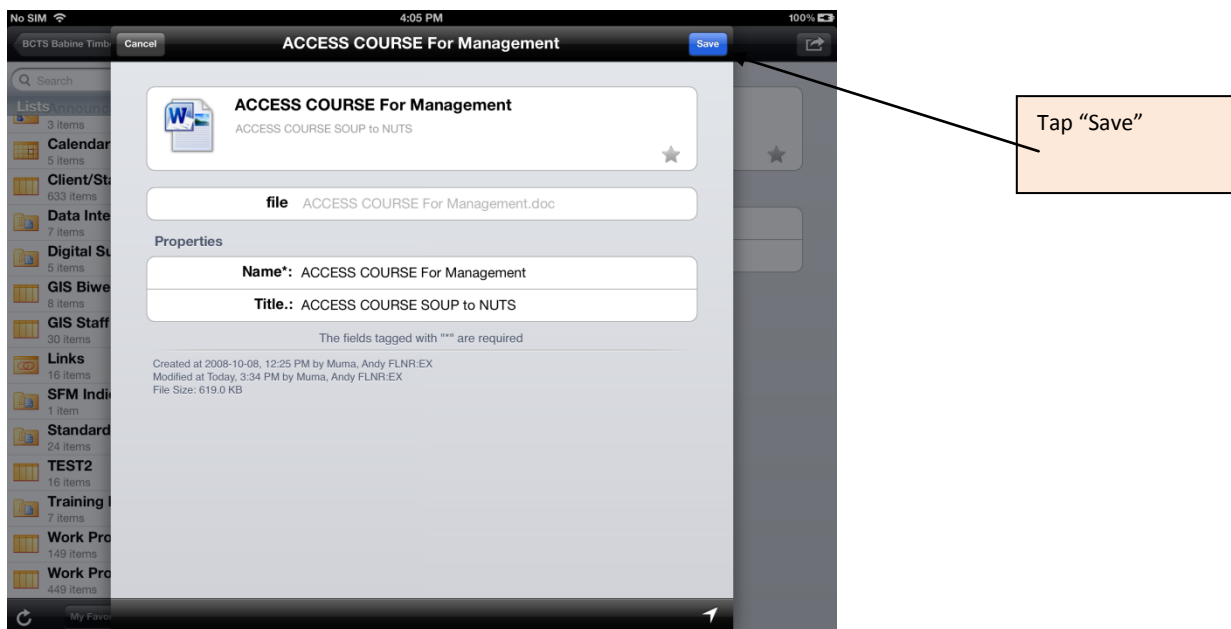 No SIM 4:05 PM 100%
BCTS Babine Timb
Cancel ACCESS COURSE For Management Save
Search
Lists
3 items
Calendar
5 items
Client/Sta
633 items
Data Inte
7 items
Digital Su
5 items
GIS Biwe
8 items
GIS Staff
30 items
Links
16 items
SFM Indi
1 item
Standard
24 items
TEST2
16 items
Training
7 items
Work Pro
149 items
Work Pro
449 items
My Favo
ACCESS COURSE For Management
ACCESS COURSE SOUP to NUTS
file ACCESS COURSE For Management.doc
Properties
Name*: ACCESS COURSE For Management
Title.: ACCESS COURSE SOUP to NUTS
The fields tagged with "*" are required
Created at 2008-10-08, 12:25 PM by Muma, Andy FLNR:EX
Modified at Today, 3:34 PM by Muma, Andy FLNR:EX
File Size: 619.0 KB
Tap “Save”